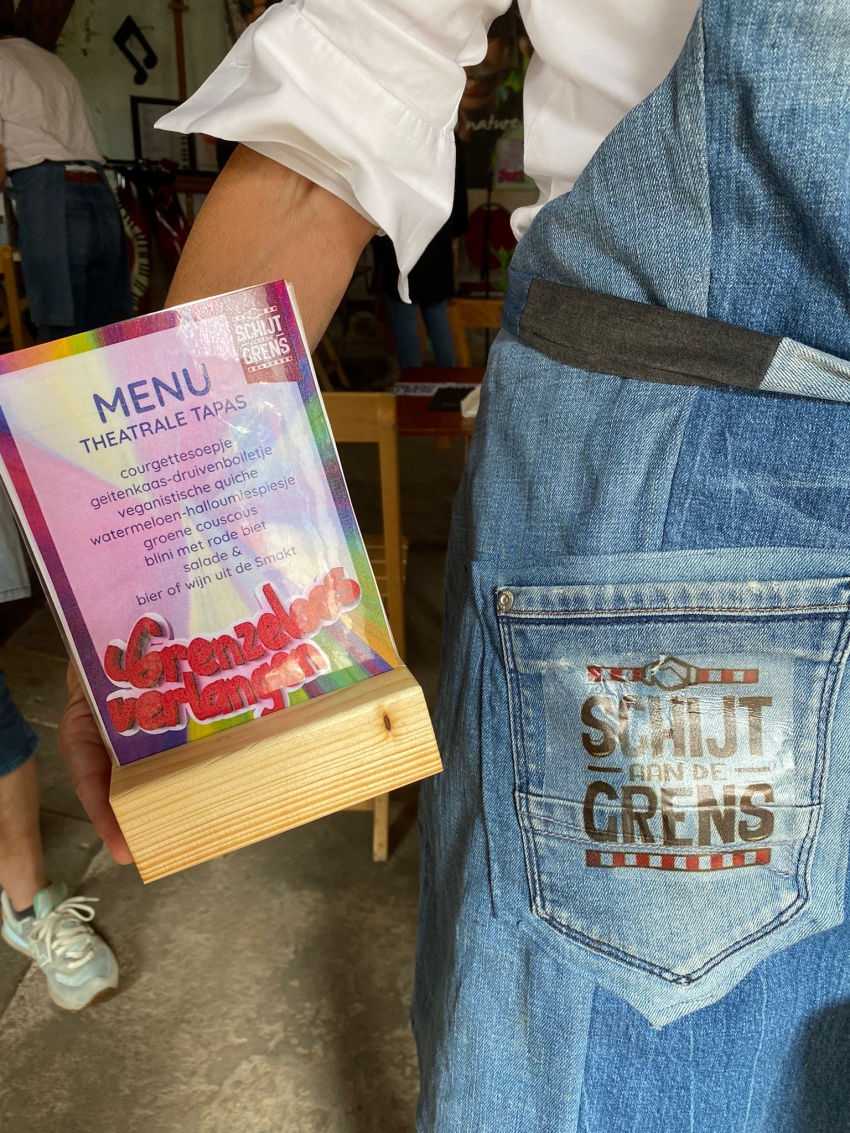 nature
SCHIJT
AAN DE
GRENS
MENU
THEATRALE TAPAS
courgettesoepje
geitenkaas-druivenbolletje
veganistische quiche
watermeloen-halloumiespiesje
groene couscous
blini met rode biet
salade &
bier of wijn uit de Smakt
Grenzeloos
verlangen
SCHIJT
AAN DE
GRENS